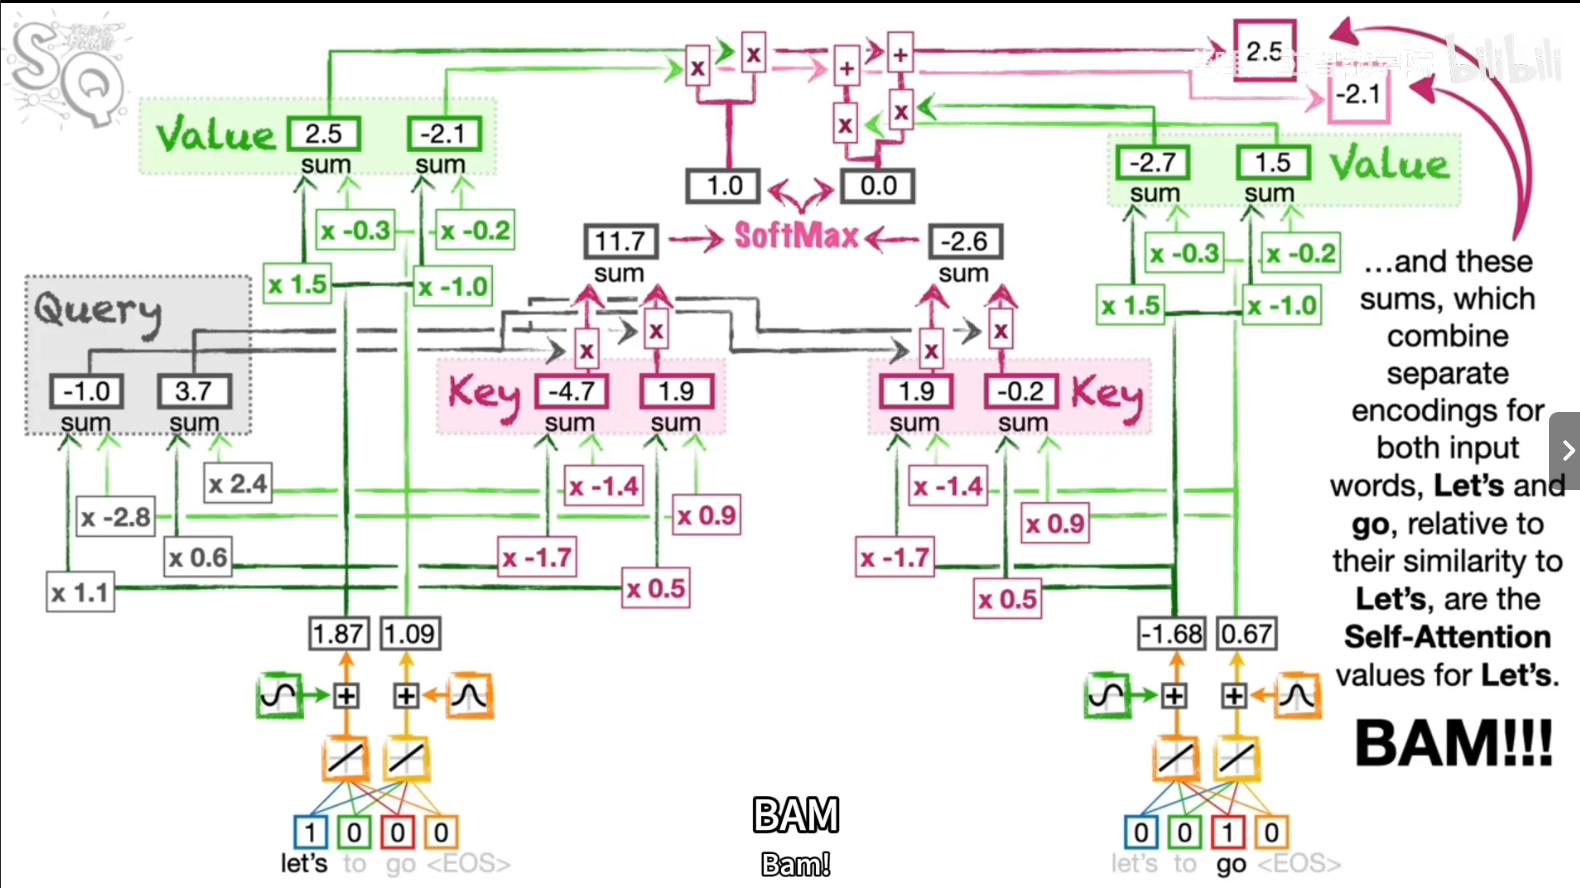 SQ
2.5
-2.1
Value
2.5
-2.1
sum
sum
x
x
+
+
x
x
-2.7
1.5
Value
sum
sum
1.0
0.0
SoftMax
x -0.3
x -0.2
11.7
-2.6
sum
sum
x -0.3
x -0.2
x 1.5
x -1.0
x 1.5
x -1.0
Query
x
x
x
x
-1.0
3.7
sum
sum
Key
-4.7
1.9
sum
sum
1.9
-0.2
Key
sum
sum
x 2.4
x -2.8
x 0.6
x 1.1
x -1.4
x 0.9
x -1.7
x 0.5
x -1.4
x 0.9
x -1.7
x 0.5
1.87
1.09
-1.68
0.67
+
+
+
+
1
0
0
0
let's
to
go
<EOS>
0
0
1
0
let's
to
go
<EOS>
...and these
sums, which
combine
separate
encodings for
both input
words, Let's and
go, relative to
their similarity to
Let's, are the
Self-Attention
values for Let's.
BAM!!!
BAM
Bam!
bilibili